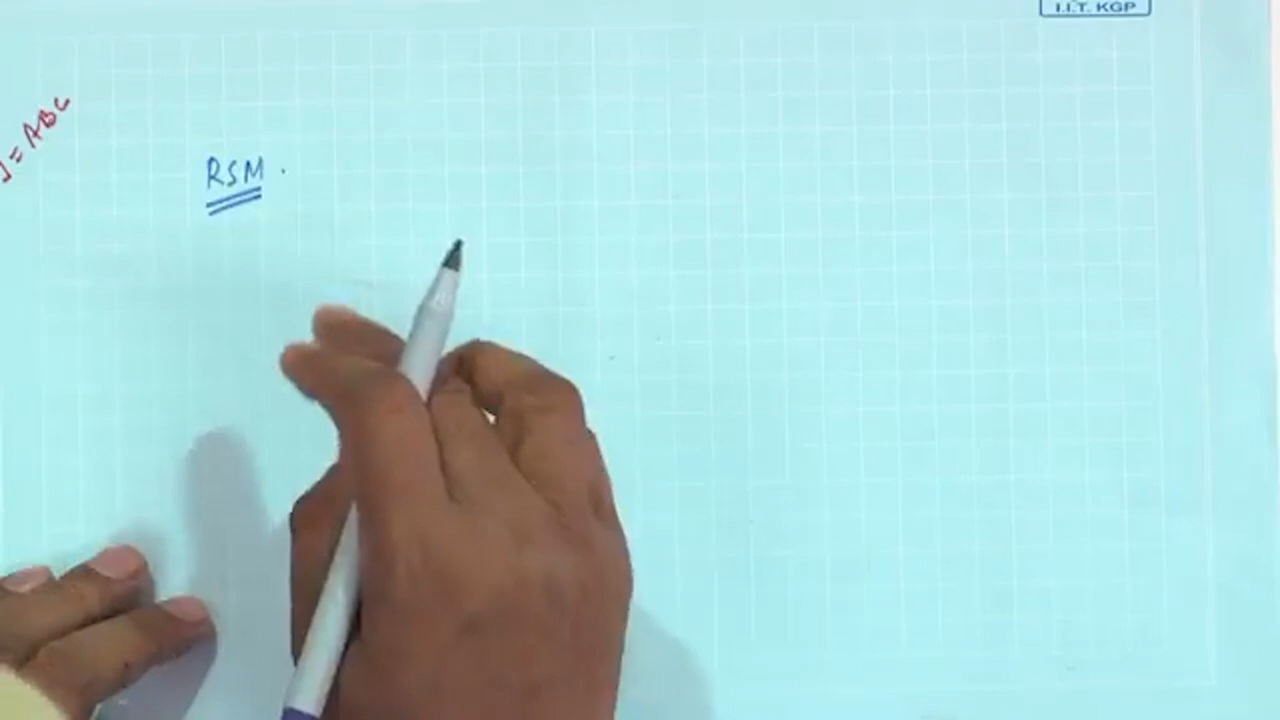 I.I.T. KGP
= ABC
RSM.